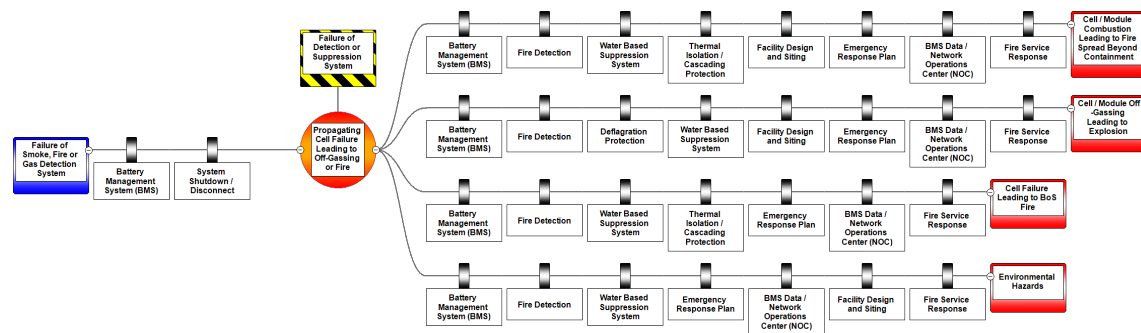 Failure of
Detection or
Suppression
System
Failure of
Smoke, Fire or
Gas Detection
System
Battery
Management
System (BMS)
System
Shutdown /
Disconnect
Propagating
Cell Failure
Leading to
Off-Gassing
or Fire
Battery
Management
System (BMS)
Fire Detection
Water Based
Suppression
System
Thermal
Isolation /
Cascading
Protection
Facility Design
and Siting
Emergency
Response Plan
BMS Data /
Network
Operations
Center (NOC)
Fire Service
Response
Cell / Module
Combustion
Leading to Fire
Spread Beyond
Containment
Battery
Management
System (BMS)
Fire Detection
Deflagration
Protection
Water Based
Suppression
System
Facility Design
and Siting
Emergency
Response Plan
BMS Data /
Network
Operations
Center (NOC)
Fire Service
Response
Cell / Module Off
-Gassing
Leading to
Explosion
Battery
Management
System (BMS)
Fire Detection
Water Based
Suppression
System
Thermal
Isolation /
Cascading
Protection
Emergency
Response Plan
BMS Data /
Network
Operations
Center (NOC)
Fire Service
Response
Cell Failure
Leading to BoS
Fire
Battery
Management
System (BMS)
Fire Detection
Water Based
Suppression
System
Emergency
Response Plan
BMS Data /
Network
Operations
Center (NOC)
Facility Design
and Siting
Fire Service
Response
Environmental
Hazards